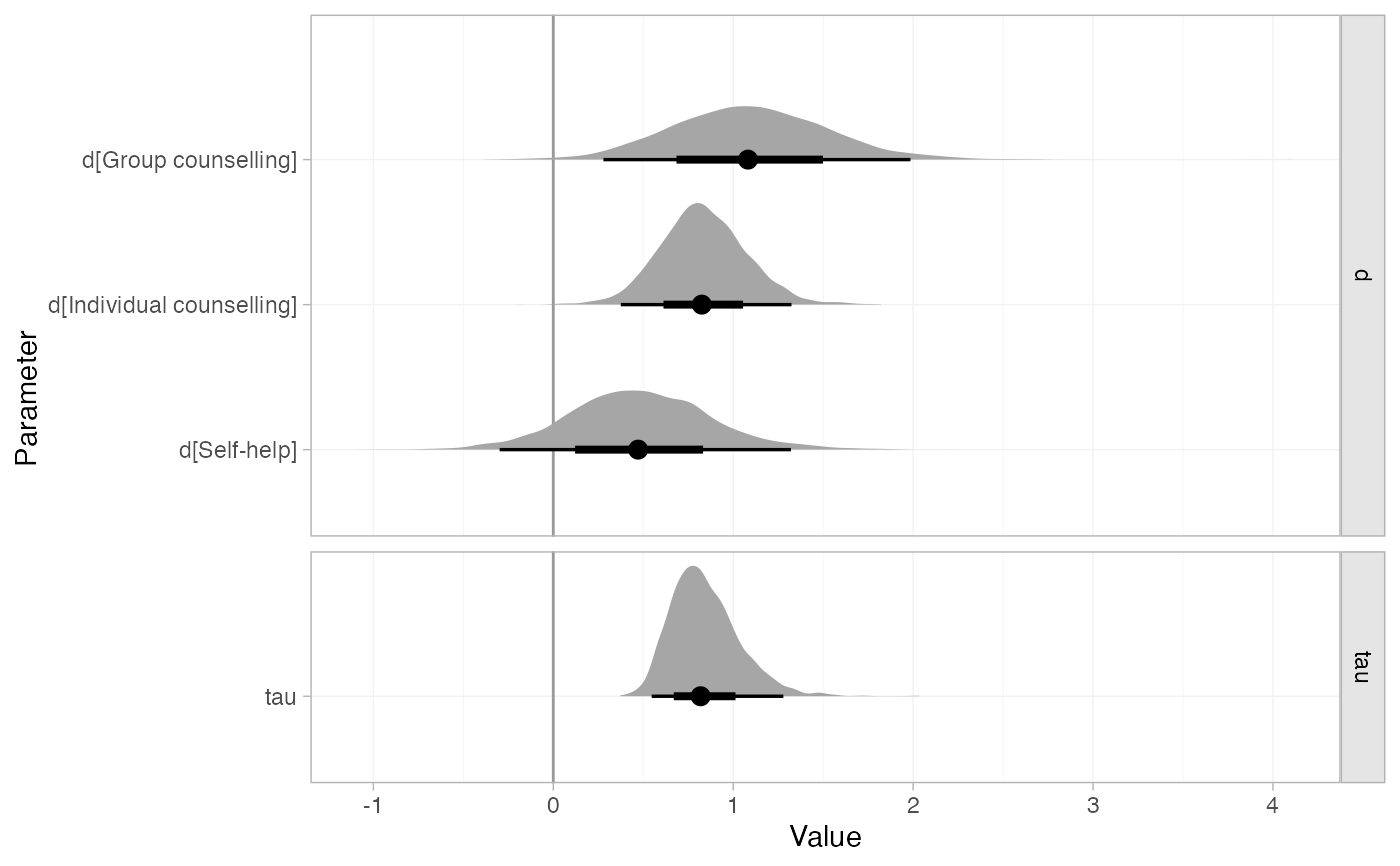 Parameter
d[Group counselling]
d[Individual counselling]
d[Self-help]
d
tau
tau
-1 0 1 2 3 4
Value